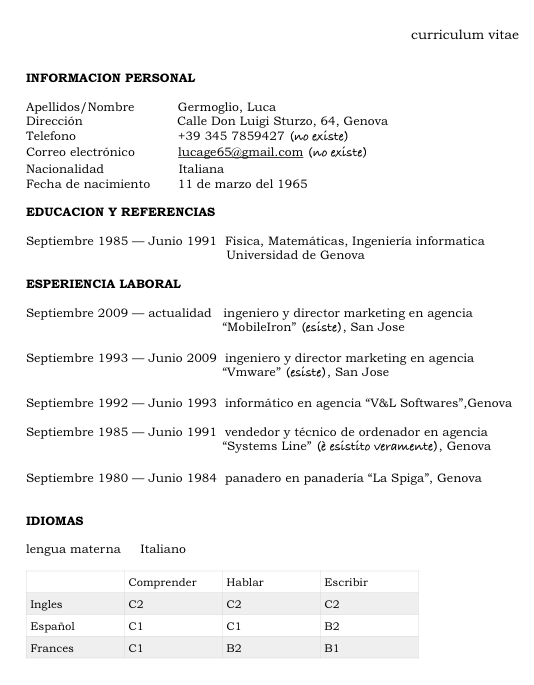 curriculum vitae
INFORMACION PERSONAL
Apellidos/Nombre Germoglio, Luca
Dirección Calle Don Luigi Sturzo, 64, Genova
Telefono +39 345 7859427 (no existe)
Correo electrónico lucage65@gmail.com (no existe)
Nacionalidad Italiana
Fecha de nacimiento 11 de marzo del 1965
EDUCACION Y REFERENCIAS
Septiembre 1985 — Junio 1991 Fisica, Matemáticas, Ingeniería informatica
Universidad de Genova
ESPERIENCIA LABORAL
Septiembre 2009 — actualidad ingeniero y director marketing en agencia
“MobileIron” (esíste), San Jose
Septiembre 1993 — Junio 2009 ingeniero y director marketing en agencia
“Vmware” (esíste), San Jose
Septiembre 1992 — Junio 1993 informático en agencia “V&L Softwares”,Genova
Septiembre 1985 — Junio 1991 vendedor y técnico de ordenador en agencia
“Systems Line” (è esistito veramente), Genova
Septiembre 1980 — Junio 1984 panadero en panadería “La Spiga”, Genova
IDIOMAS
lengua materna Italiano
Comprender Hablar Escribir
Ingles C2 C2 C2
Español C1 C1 B2
Frances C1 B2 B1